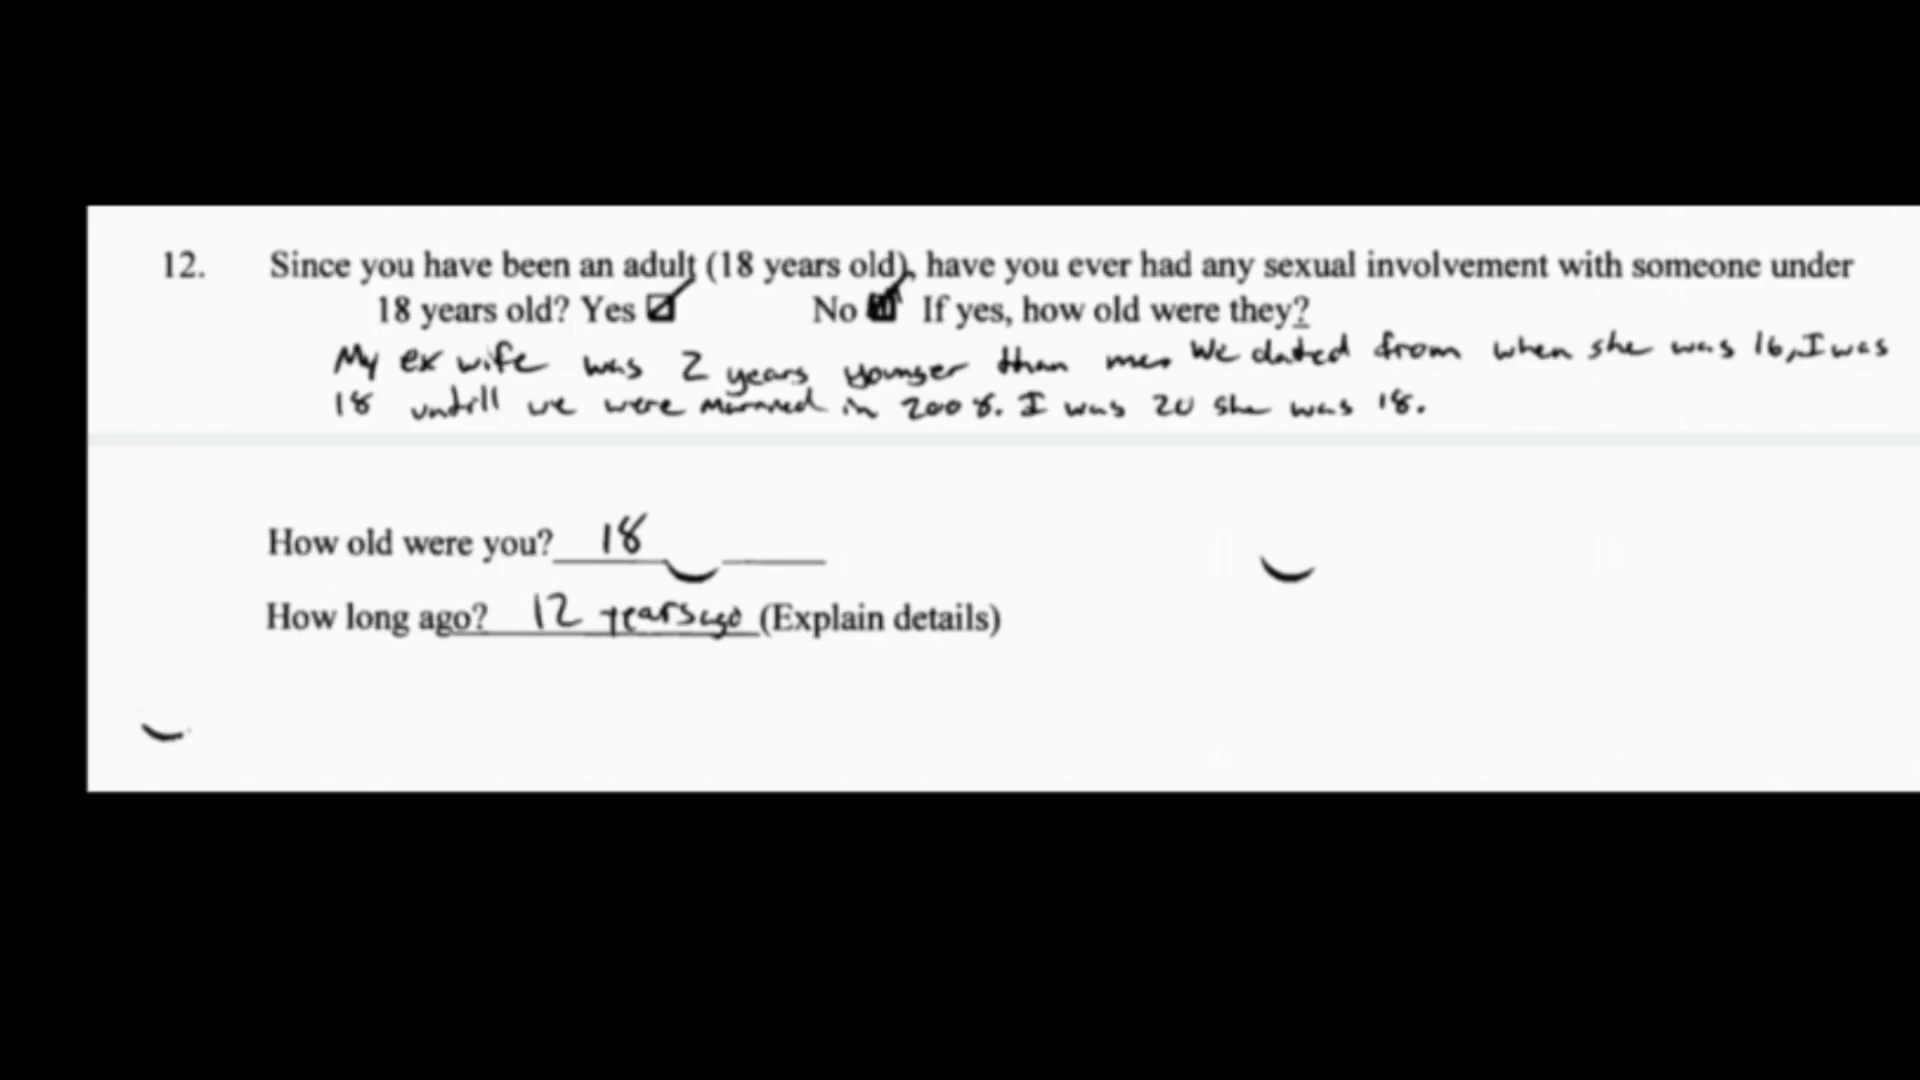 12. Since you have been an adult (18 years old), have you ever had any sexual involvement with someone under
18 years old? Yes ☑ No ☑ If yes, how old were they?
My ex wife was 2 years younger than me. We dated from when she was 16, I was
18 untill we were married in 2008. I was 20 she was 18.
How old were you? 18
How long ago? 12 years ago (Explain details)